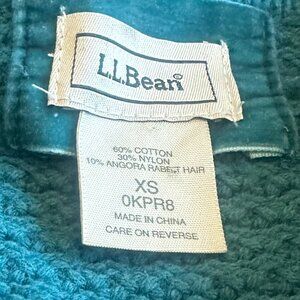 L.L.Bean®
60% COTTON
30% NYLON
10% ANGORA RABBIT HAIR
XS
0KPR8
MADE IN CHINA
CARE ON REVERSE